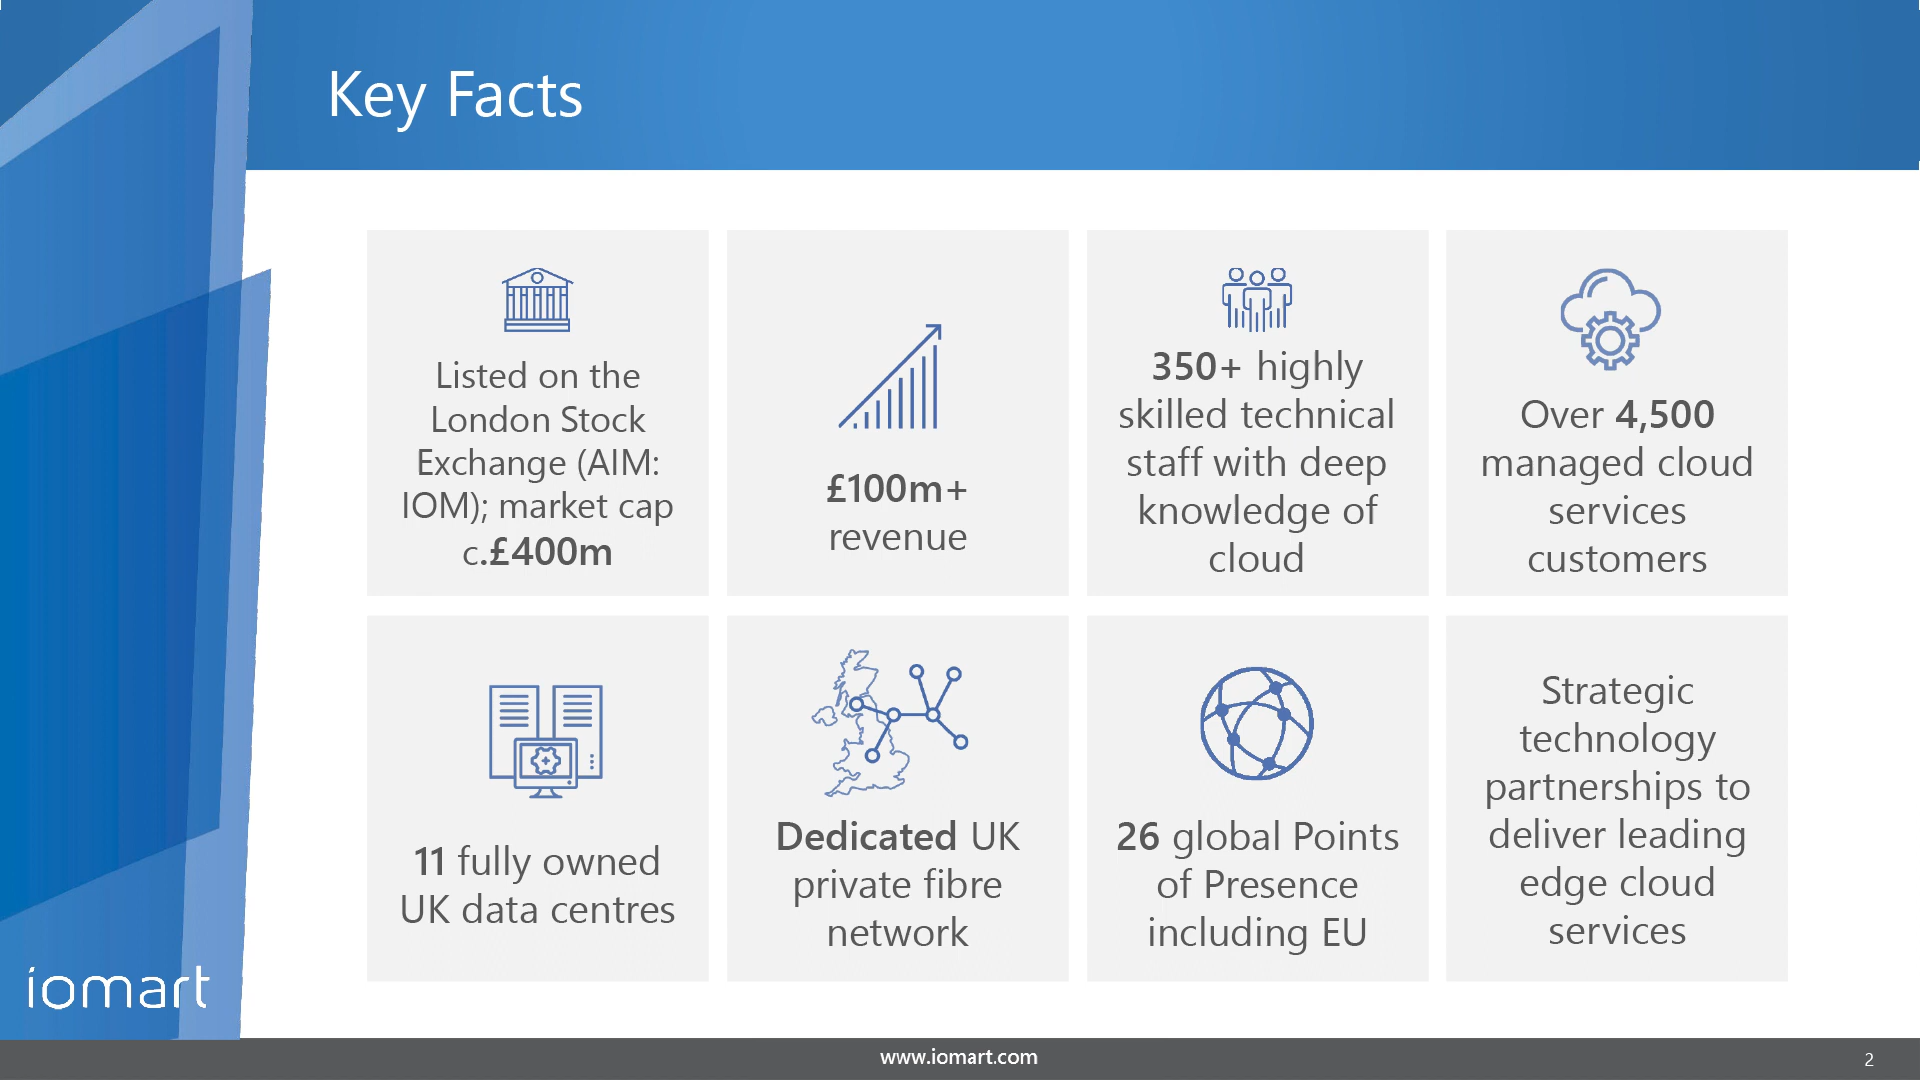 Key Facts
Listed on the
London Stock
Exchange (AIM:
IOM); market cap
c.£400m
£100m+
revenue
350+ highly
skilled technical
staff with deep
knowledge of
cloud
Over 4,500
managed cloud
services
customers
11 fully owned
UK data centres
Dedicated UK
private fibre
network
26 global Points
of Presence
including EU
Strategic
technology
partnerships to
deliver leading
edge cloud
services
iomart
www.iomart.com
2